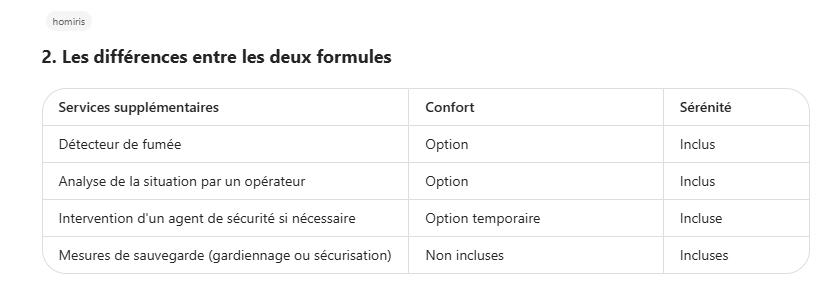 homiris
2. Les différences entre les deux formules
Services supplémentaires Confort Sérénité
Détecteur de fumée Option Inclus
Analyse de la situation par un opérateur Option Inclus
Intervention d'un agent de sécurité si nécessaire Option temporaire Incluse
Mesures de sauvegarde (gardiennage ou sécurisation) Non incluses Incluses